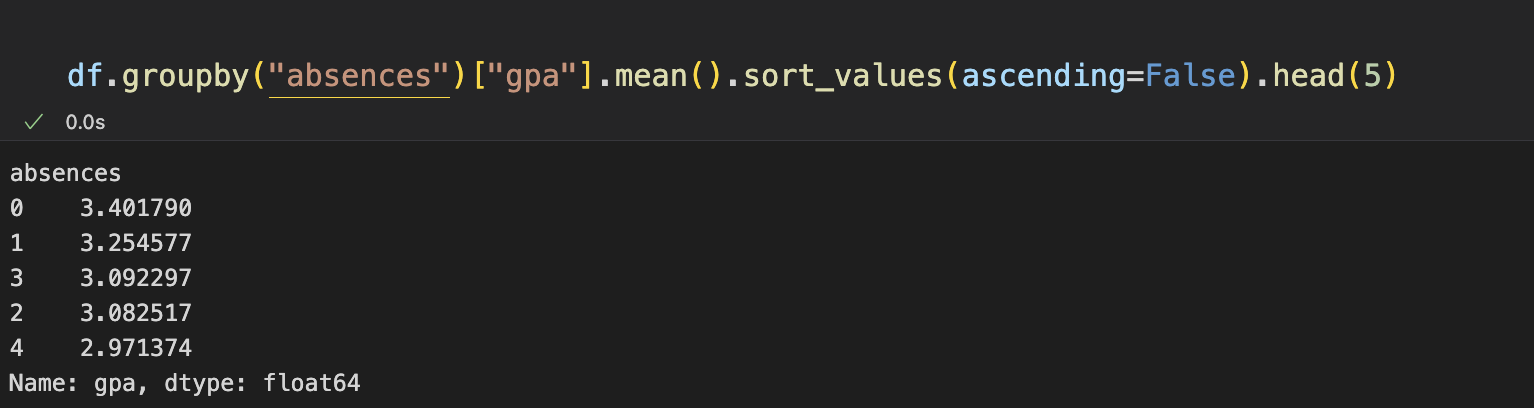 df.groupby("absences")["gpa"].mean().sort_values(ascending=False).head(5)
0.0s
absences
0    3.401790
1    3.254577
3    3.092297
2    3.082517
4    2.971374
Name: gpa, dtype: float64